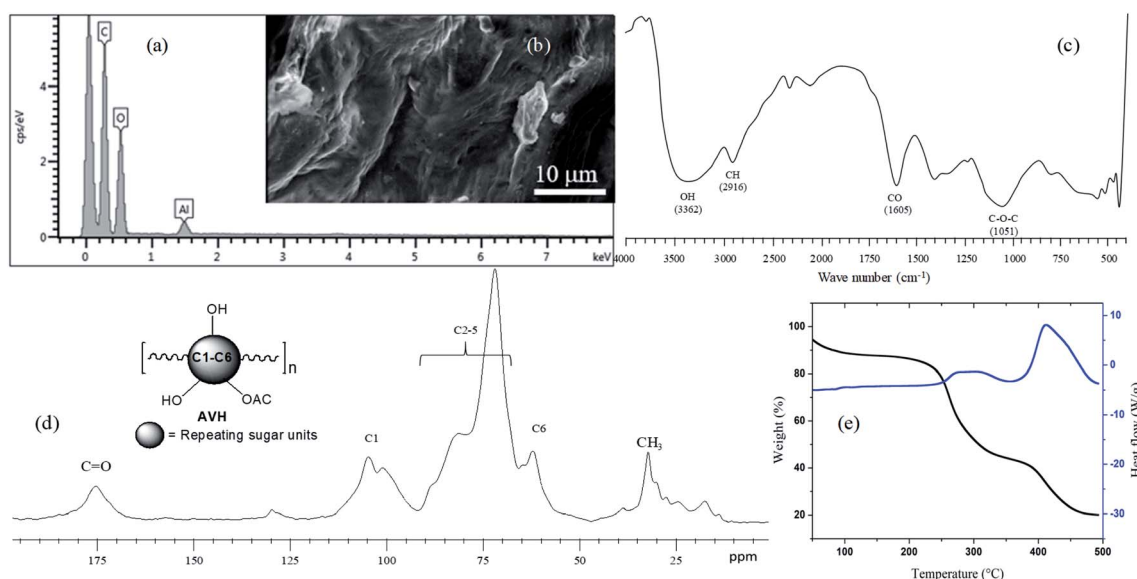 (a)
C
O
Al
cps/eV
4
2
0
0 1 2 3 4 5 6 7 keV
(b)
10 µm
(c)
OH
(3362)
CH
(2916)
CO
(1605)
C-O-C
(1051)
4000 3500 3000 2500 2000 1750 1500 1250 1000 750 500
Wave number (cm-1)
(d)
OH
C1-C6
n
HO
OAC
AVH
= Repeating sugar units
C=O
C1
C2-5
C6
CH3
175 150 125 100 75 50 25 ppm
(e)
Weight (%)
100
80
60
40
20
100 200 300 400 500
Temperature (°C)
10
0
-10
-20
-30
Heat flow (W/g)